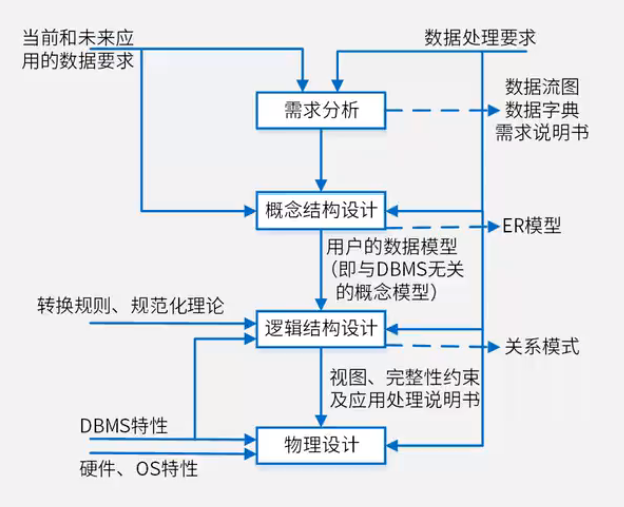 当前和未来应
用的数据要求
数据处理要求
需求分析
数据流图
数据字典
需求说明书
概念结构设计
ER模型
用户的数据模型
（即与DBMS无关
的概念模型）
转换规则、规范化理论
逻辑结构设计
关系模式
视图、完整性约束
及应用处理说明书
DBMS特性
物理设计
硬件、OS特性